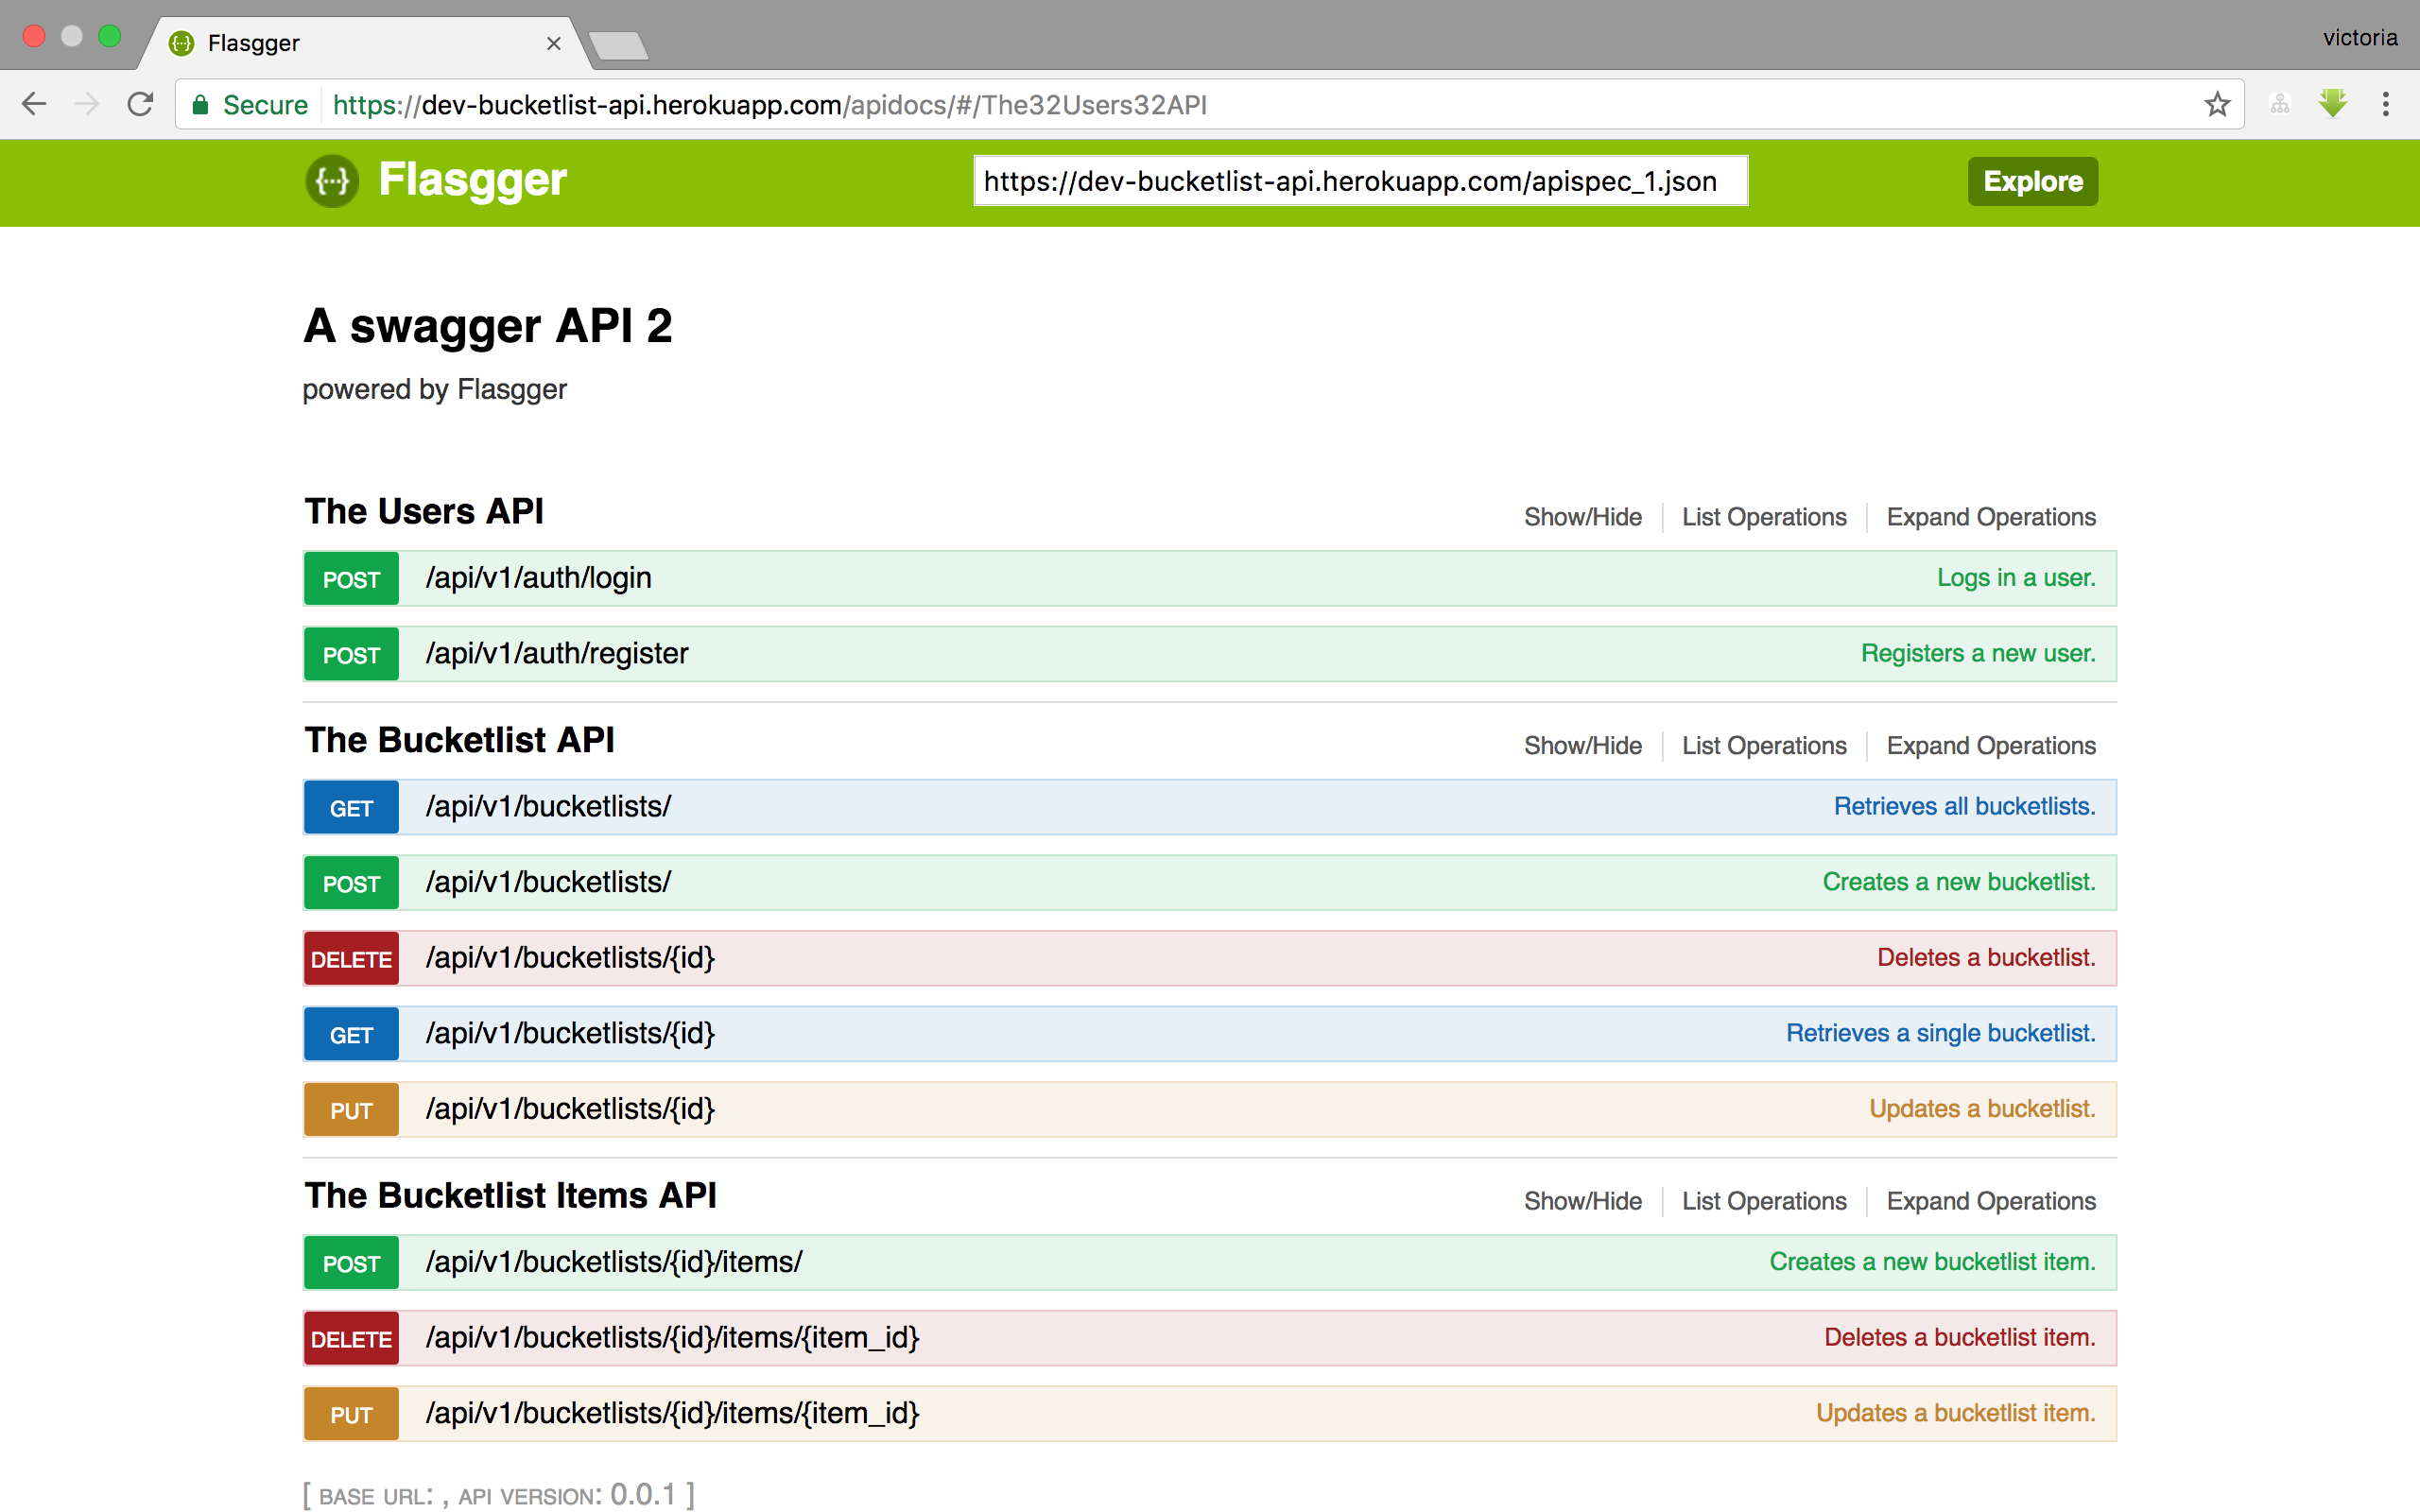 Flasgger
victoria
Secure https://dev-bucketlist-api.herokuapp.com/apidocs/#/The32Users32API
{···} Flasgger https://dev-bucketlist-api.herokuapp.com/apispec_1.json Explore
A swagger API 2
powered by Flasgger
The Users API Show/Hide List Operations Expand Operations
POST /api/v1/auth/login Logs in a user.
POST /api/v1/auth/register Registers a new user.
The Bucketlist API Show/Hide List Operations Expand Operations
GET /api/v1/bucketlists/ Retrieves all bucketlists.
POST /api/v1/bucketlists/ Creates a new bucketlist.
DELETE /api/v1/bucketlists/{id} Deletes a bucketlist.
GET /api/v1/bucketlists/{id} Retrieves a single bucketlist.
PUT /api/v1/bucketlists/{id} Updates a bucketlist.
The Bucketlist Items API Show/Hide List Operations Expand Operations
POST /api/v1/bucketlists/{id}/items/ Creates a new bucketlist item.
DELETE /api/v1/bucketlists/{id}/items/{item_id} Deletes a bucketlist item.
PUT /api/v1/bucketlists/{id}/items/{item_id} Updates a bucketlist item.
[ BASE URL: , API VERSION: 0.0.1 ]